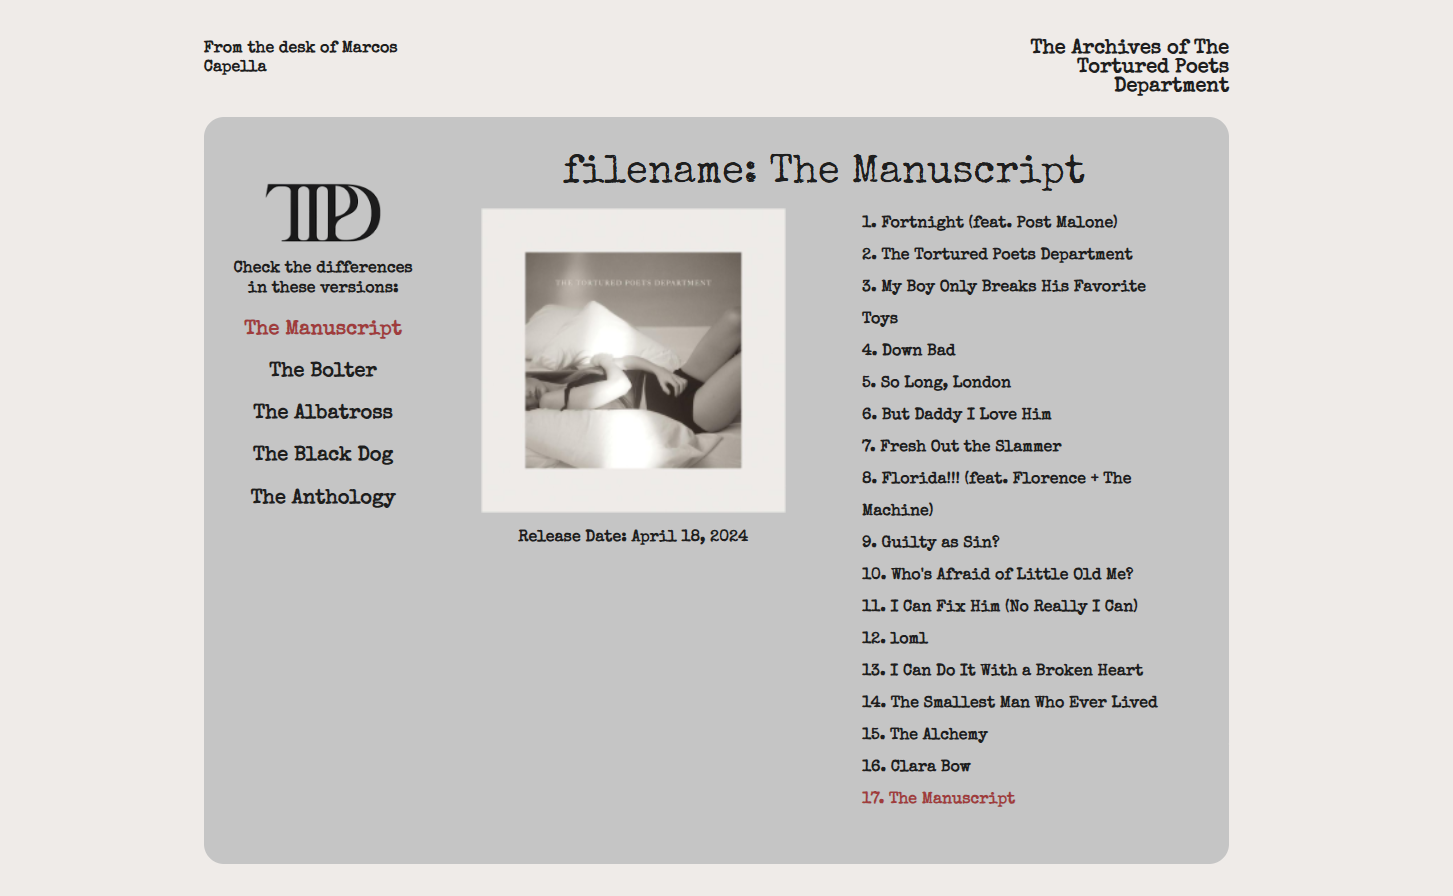 From the desk of Marcos
Capella
The Archives of The
Tortured Poets
Department
TTPD
Check the differences
in these versions:
The Manuscript
The Bolter
The Albatross
The Black Dog
The Anthology
filename: The Manuscript
THE TORTURED POETS DEPARTMENT
Release Date: April 18, 2024
1. Fortnight (feat. Post Malone)
2. The Tortured Poets Department
3. My Boy Only Breaks His Favorite
Toys
4. Down Bad
5. So Long, London
6. But Daddy I Love Him
7. Fresh Out the Slammer
8. Florida!!! (feat. Florence + The
Machine)
9. Guilty as Sin?
10. Who's Afraid of Little Old Me?
11. I Can Fix Him (No Really I Can)
12. loml
13. I Can Do It With a Broken Heart
14. The Smallest Man Who Ever Lived
15. The Alchemy
16. Clara Bow
17. The Manuscript